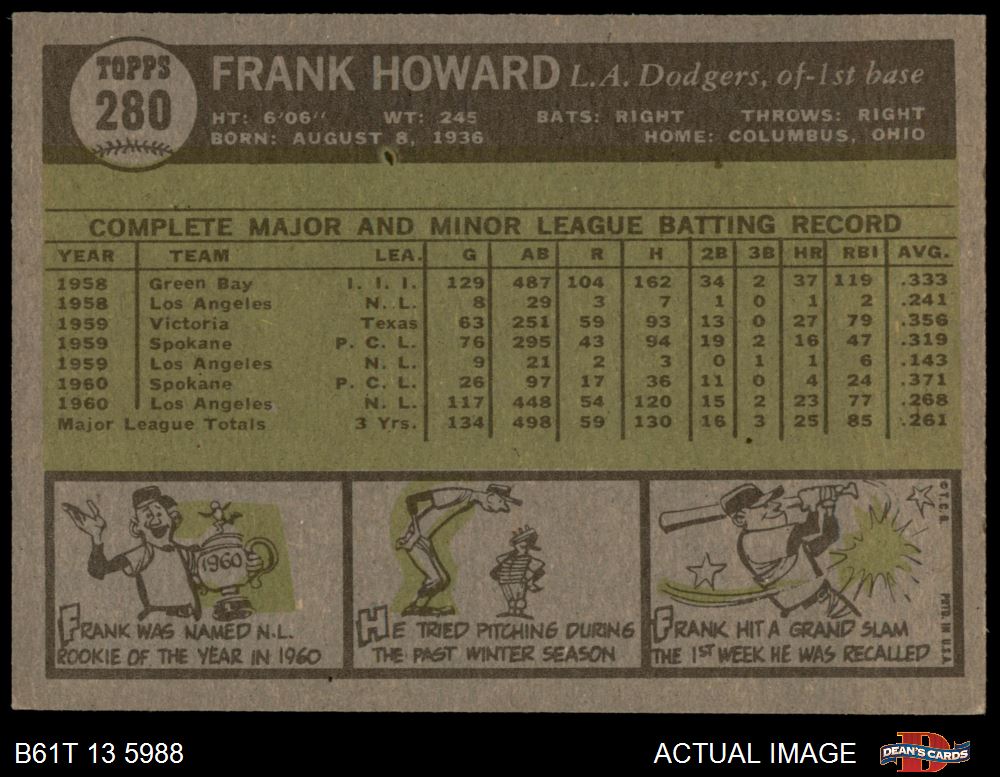 TOPPS
280
FRANK HOWARD L.A. Dodgers, of-1st base
HT: 6'06" WT: 245 BATS: RIGHT THROWS: RIGHT
BORN: AUGUST 8, 1936 HOME: COLUMBUS, OHIO
COMPLETE MAJOR AND MINOR LEAGUE BATTING RECORD
YEAR TEAM LEA. G AB R H 2B 3B HR RBI AVG.
1958 Green Bay I. I. I. 129 487 104 162 34 2 37 119 .333
1958 Los Angeles N. L. 8 29 3 7 1 0 1 2 .241
1959 Victoria Texas 63 251 59 93 13 0 27 79 .356
1959 Spokane P. C. L. 76 295 43 94 19 2 16 47 .319
1959 Los Angeles N. L. 9 21 2 3 0 1 1 6 .143
1960 Spokane P. C. L. 26 97 17 36 11 0 4 24 .371
1960 Los Angeles N. L. 117 448 54 120 15 2 23 77 .268
Major League Totals 3 Yrs. 134 498 59 130 16 3 25 85 .261
1960
FRANK WAS NAMED N.L.
ROOKIE OF THE YEAR IN 1960
HE TRIED PITCHING DURING
THE PAST WINTER SEASON
FRANK HIT A GRAND SLAM
THE 1ST WEEK HE WAS RECALLED
© T.C.G. PRTD. IN U.S.A.
B61T 13 5988
ACTUAL IMAGE
DEAN'S CARDS